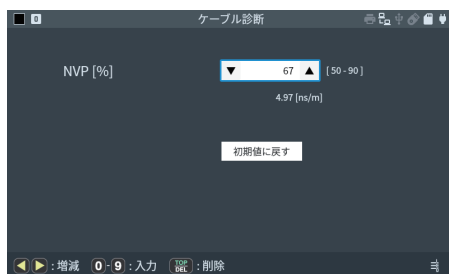 0 ケーブル診断
NVP [%] ▼ 67 ▲ [ 50 - 90 ]
4.97 [ns/m]
初期値に戻す
◀ ▶ : 増減 0 - 9 : 入力 TOP DEL : 削除